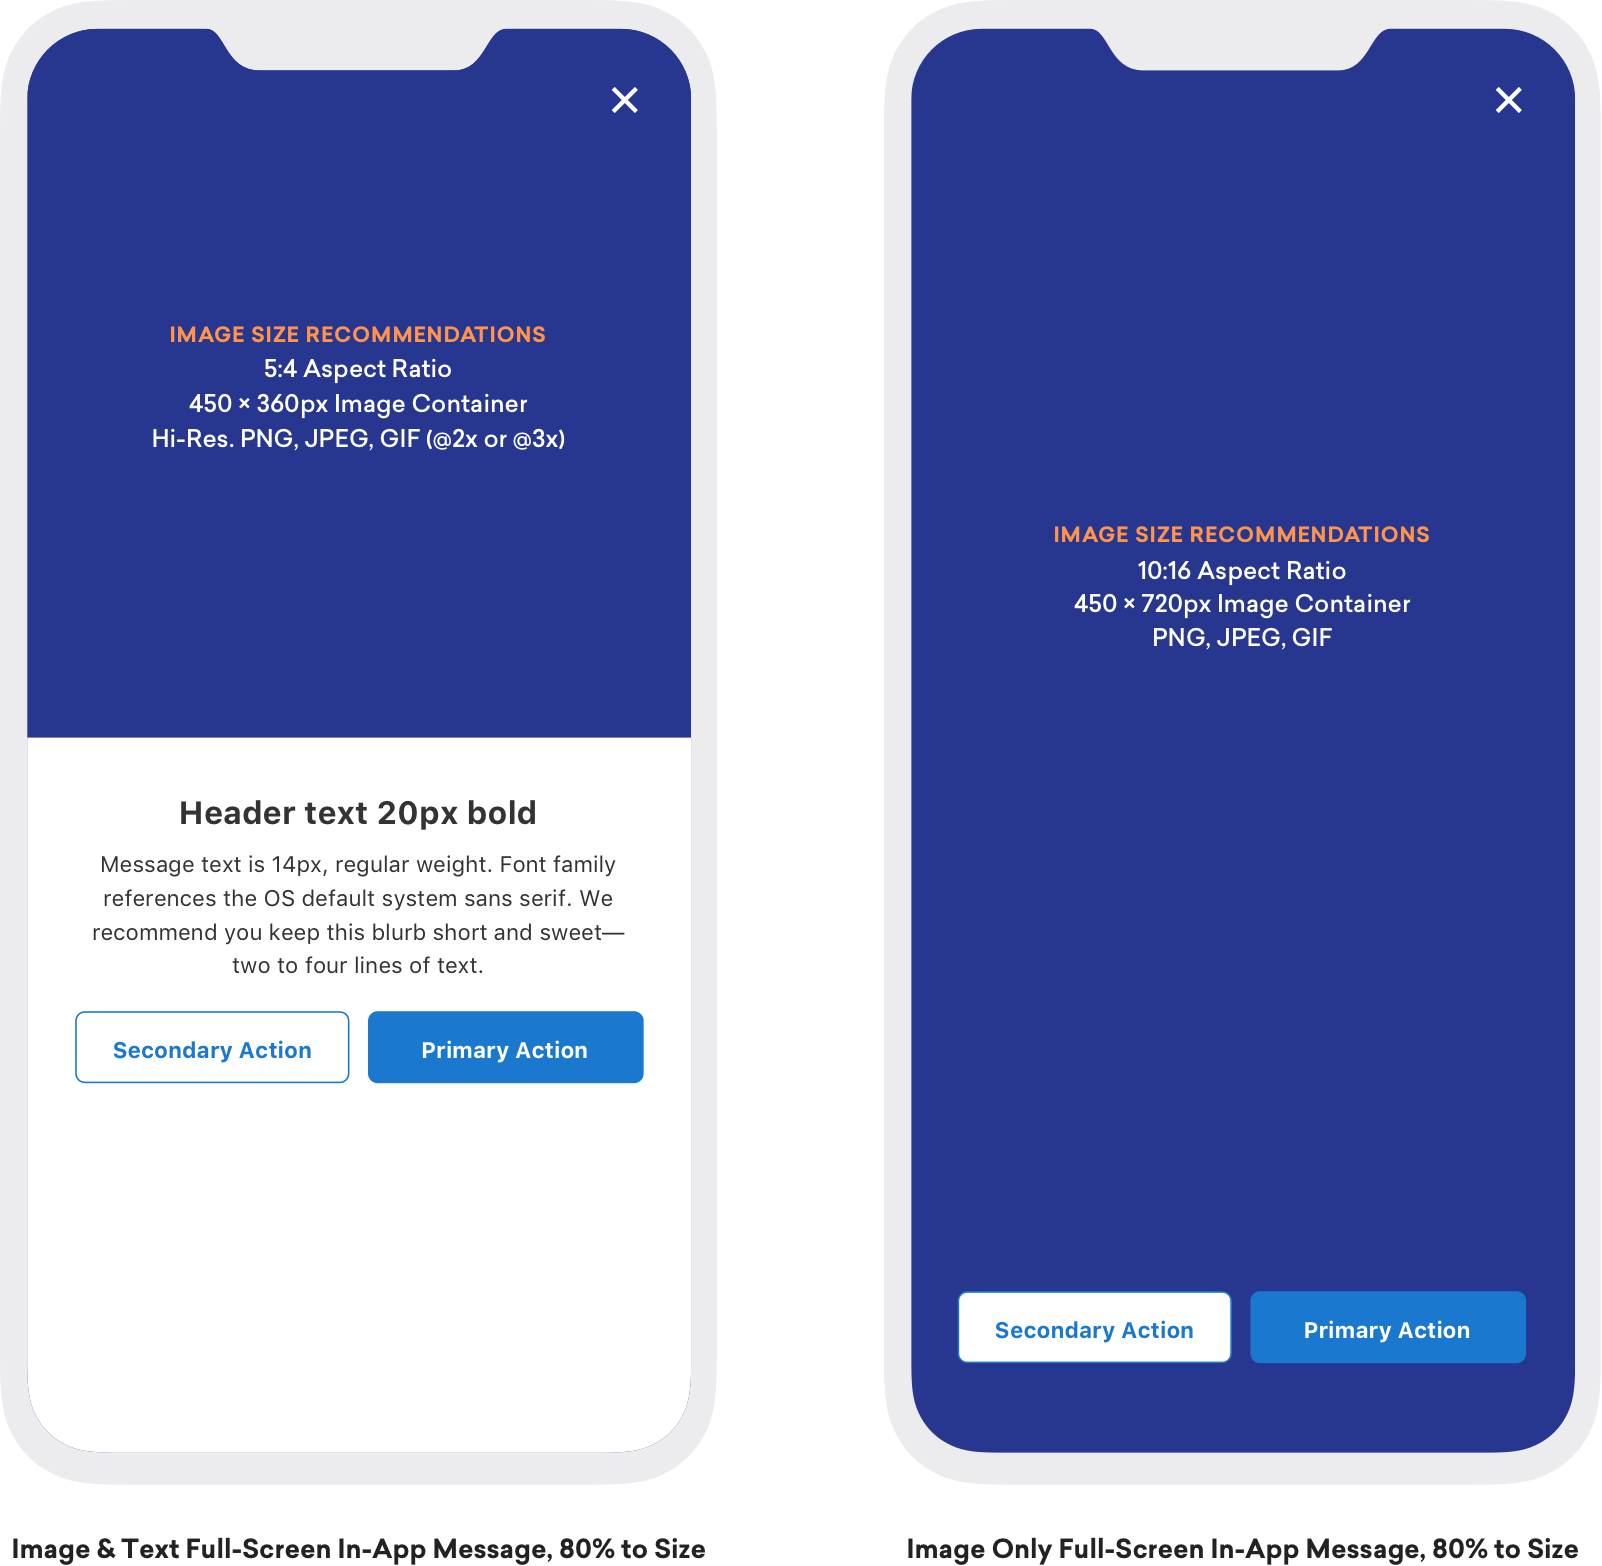 IMAGE SIZE RECOMMENDATIONS
5:4 Aspect Ratio
450 × 360px Image Container
Hi-Res. PNG, JPEG, GIF (@2x or @3x)
Header text 20px bold
Message text is 14px, regular weight. Font family
references the OS default system sans serif. We
recommend you keep this blurb short and sweet—
two to four lines of text.
Secondary Action
Primary Action
Image & Text Full-Screen In-App Message, 80% to Size
IMAGE SIZE RECOMMENDATIONS
10:16 Aspect Ratio
450 × 720px Image Container
PNG, JPEG, GIF
Secondary Action
Primary Action
Image Only Full-Screen In-App Message, 80% to Size